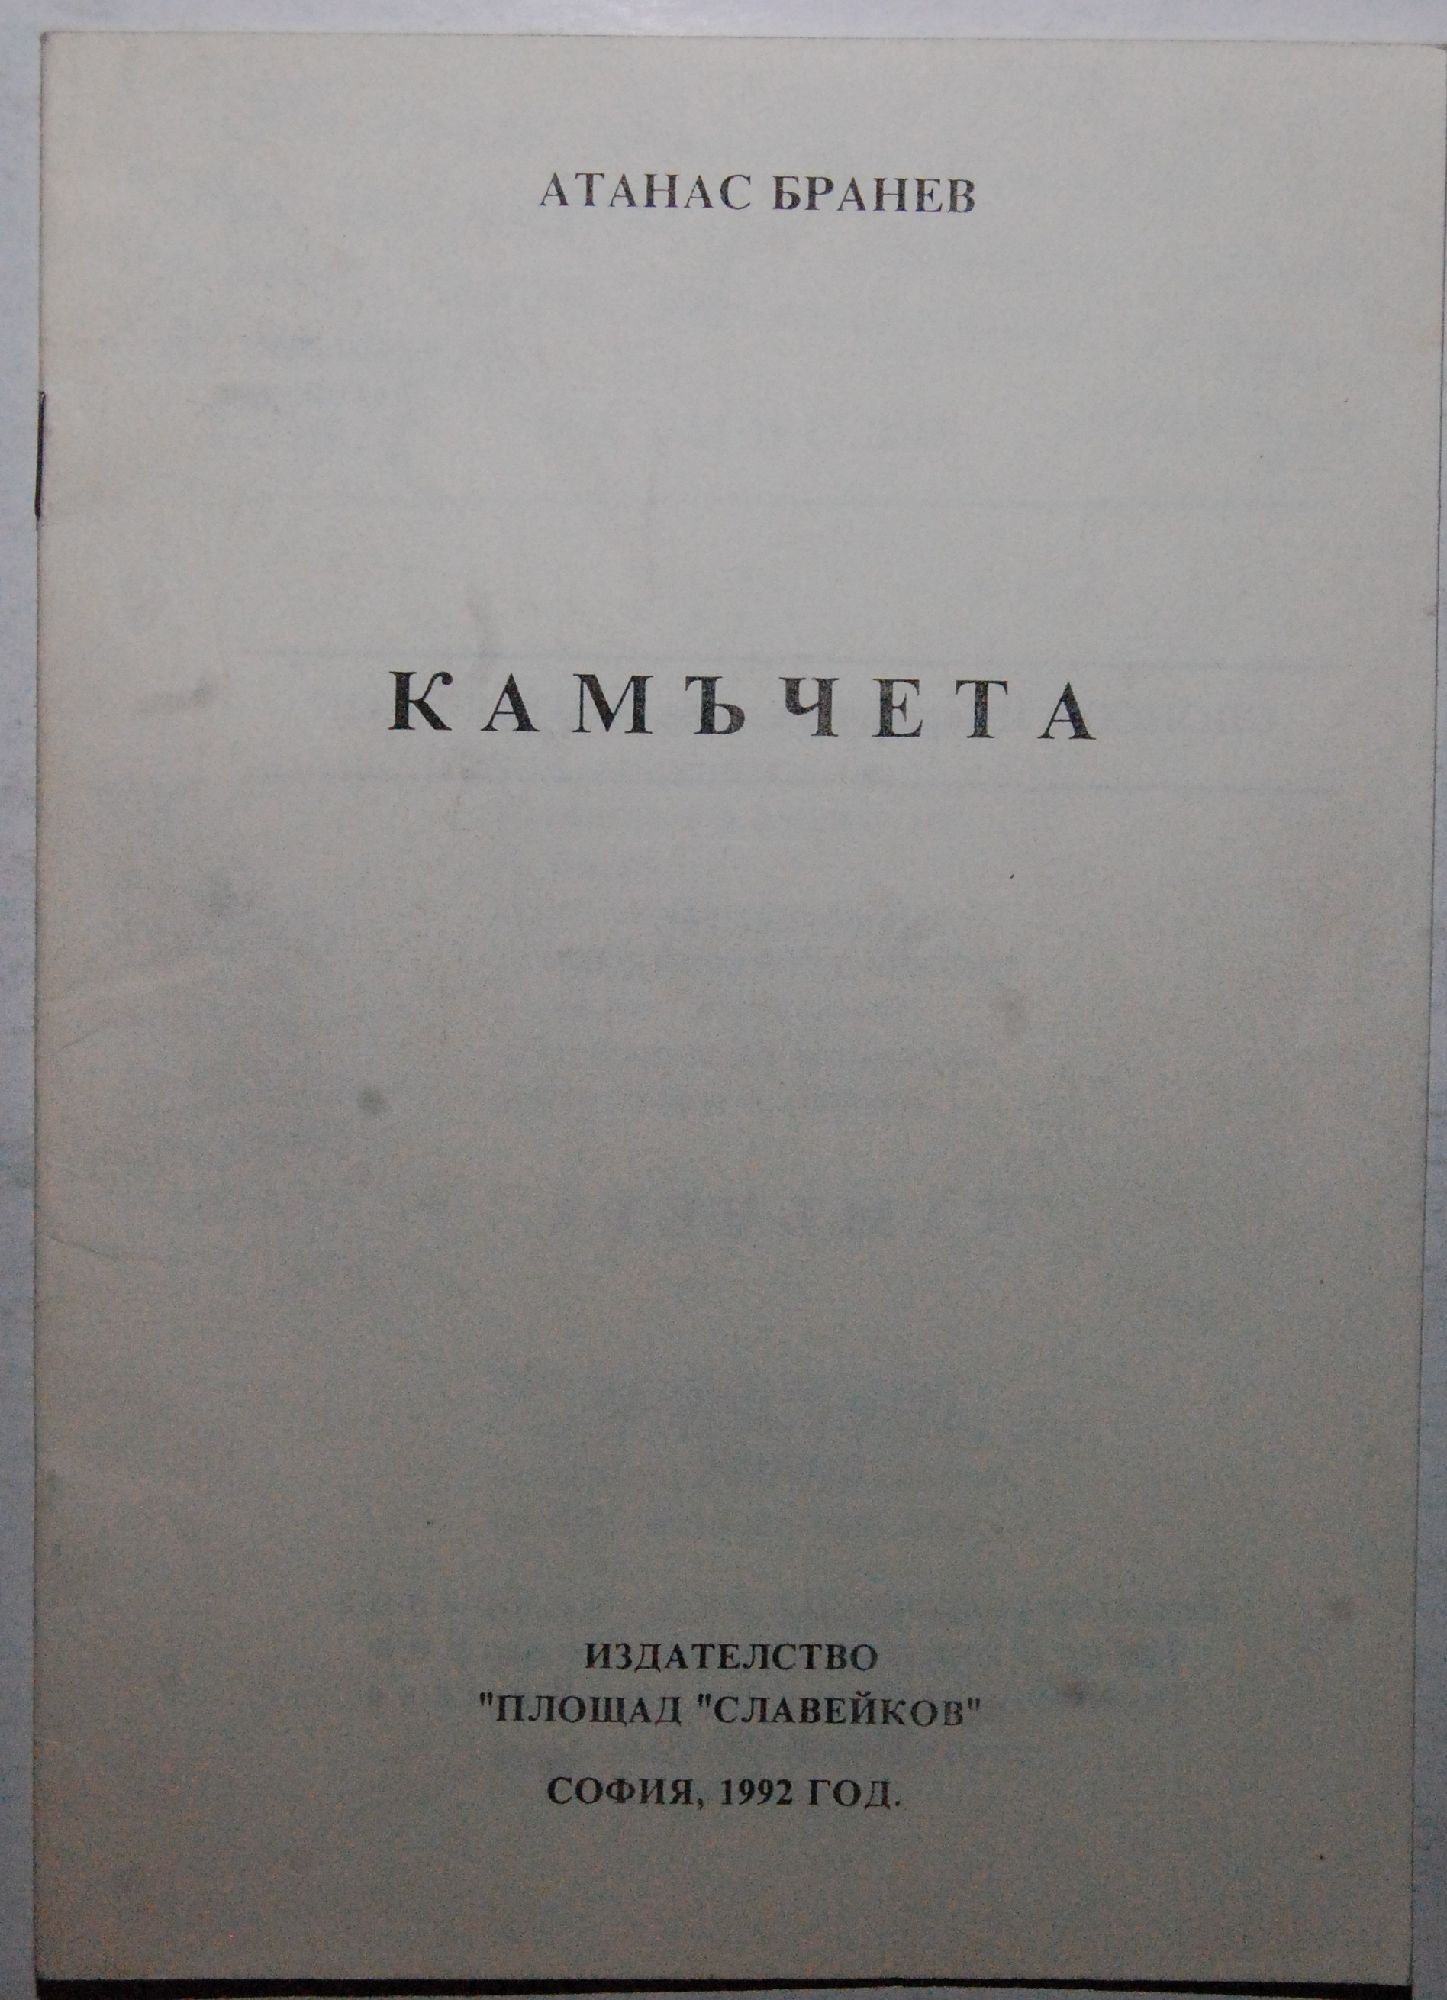 АТАНАС БРАНЕВ
КАМЪЧЕТА
ИЗДАТЕЛСТВО
"ПЛОЩАД "СЛАВЕЙКОВ"
СОФИЯ, 1992 ГОД.